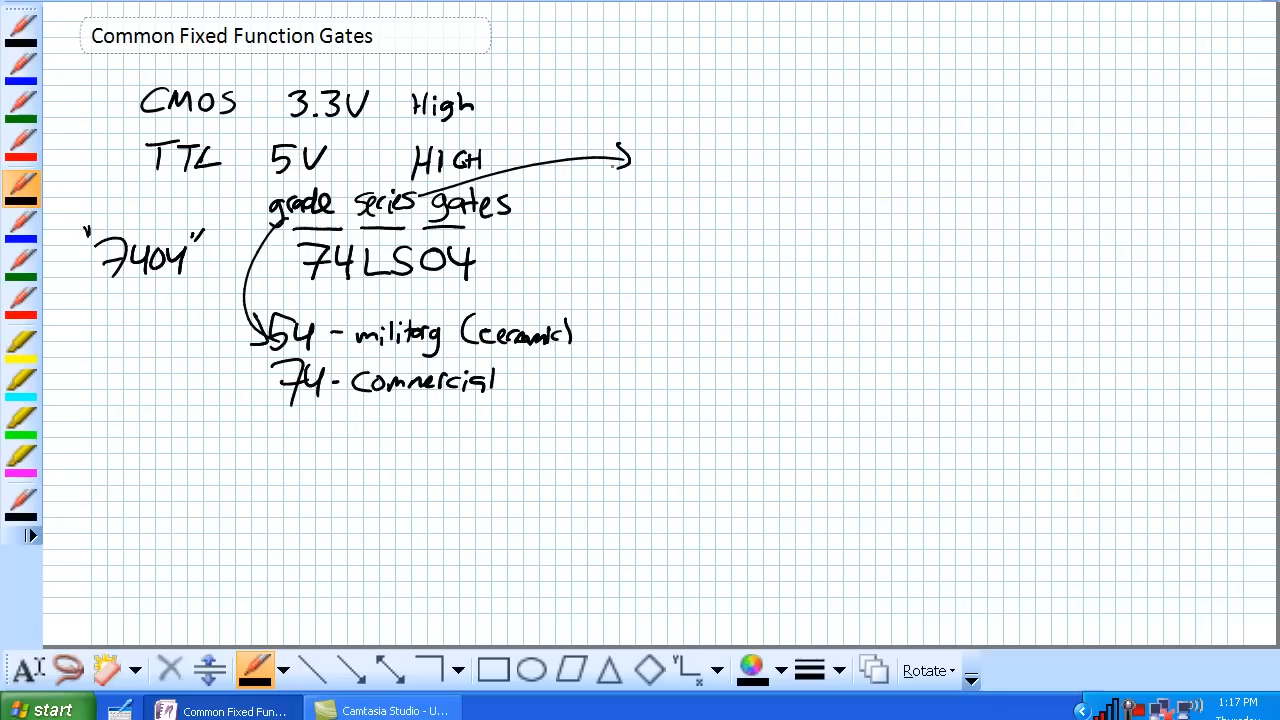 Common Fixed Function Gates
CMOS 3.3V High
TTL 5V HIGH
grade series gates
"7404" 74LS04
54 - military (ceramic)
74 - Commercial
Rotate
start
Common Fixed Fun...
Camtasia Studio - U...
1:17 PM
Thursday